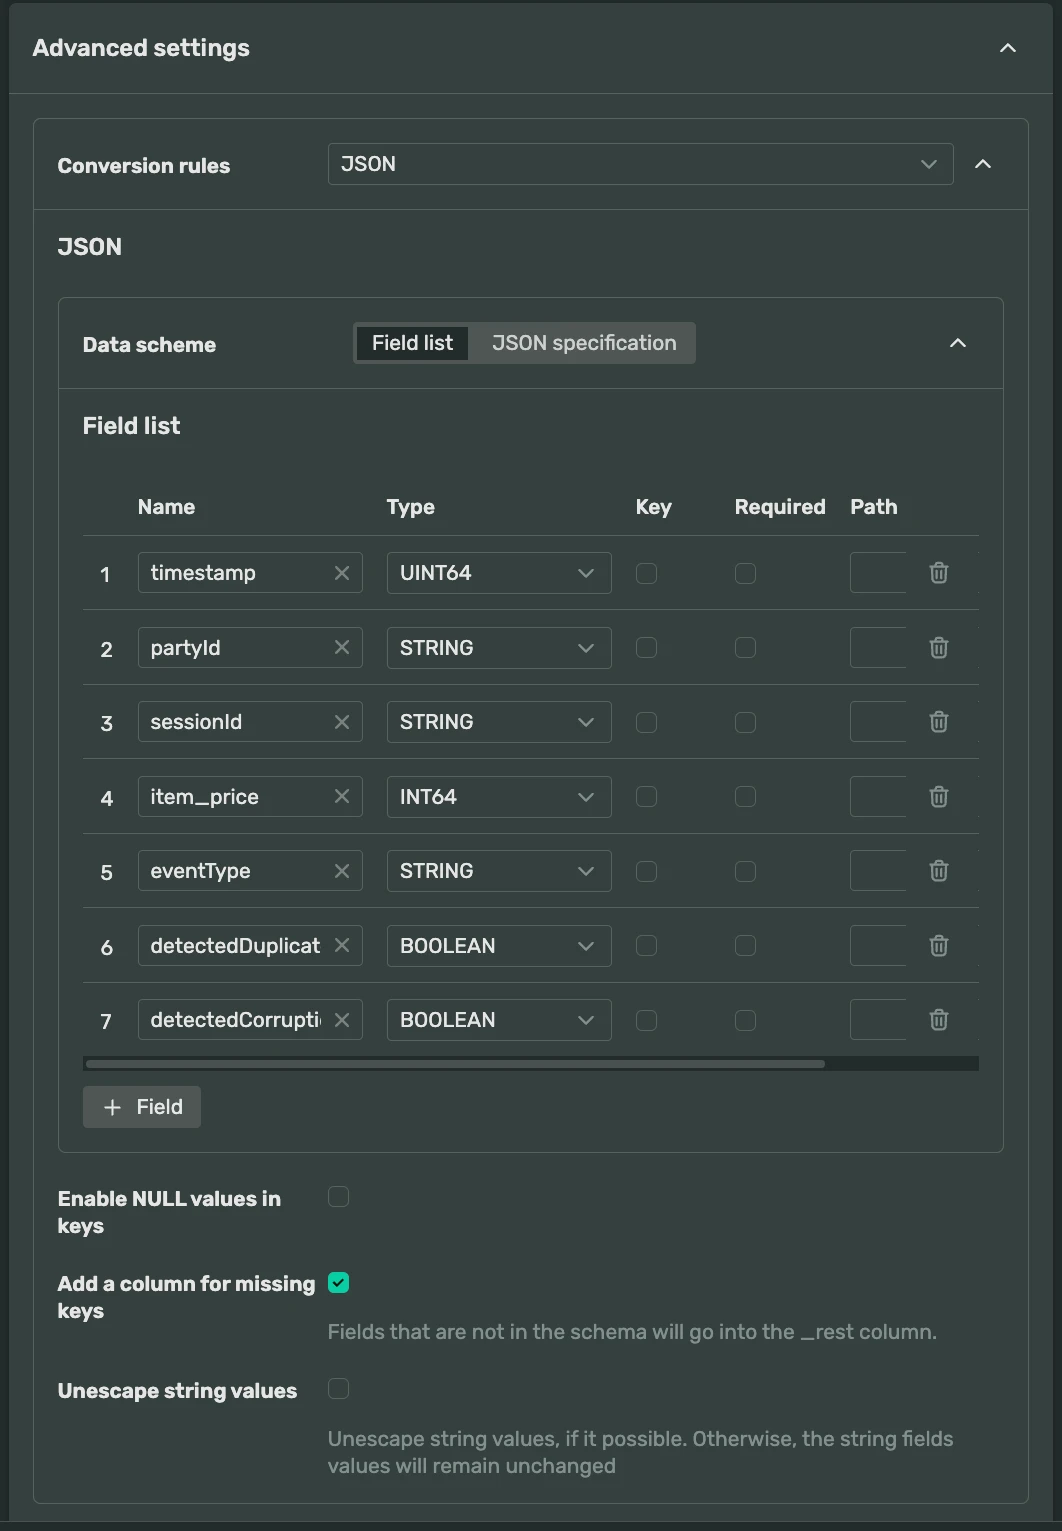 Advanced settings
Conversion rules JSON
JSON
Data scheme Field list JSON specification
Field list
Name Type Key Required Path
1 timestamp UINT64
2 partyId STRING
3 sessionId STRING
4 item_price INT64
5 eventType STRING
6 detectedDuplicat BOOLEAN
7 detectedCorrupti BOOLEAN
+ Field
Enable NULL values in
keys
Add a column for missing
keys
Fields that are not in the schema will go into the _rest column.
Unescape string values
Unescape string values, if it possible. Otherwise, the string fields
values will remain unchanged